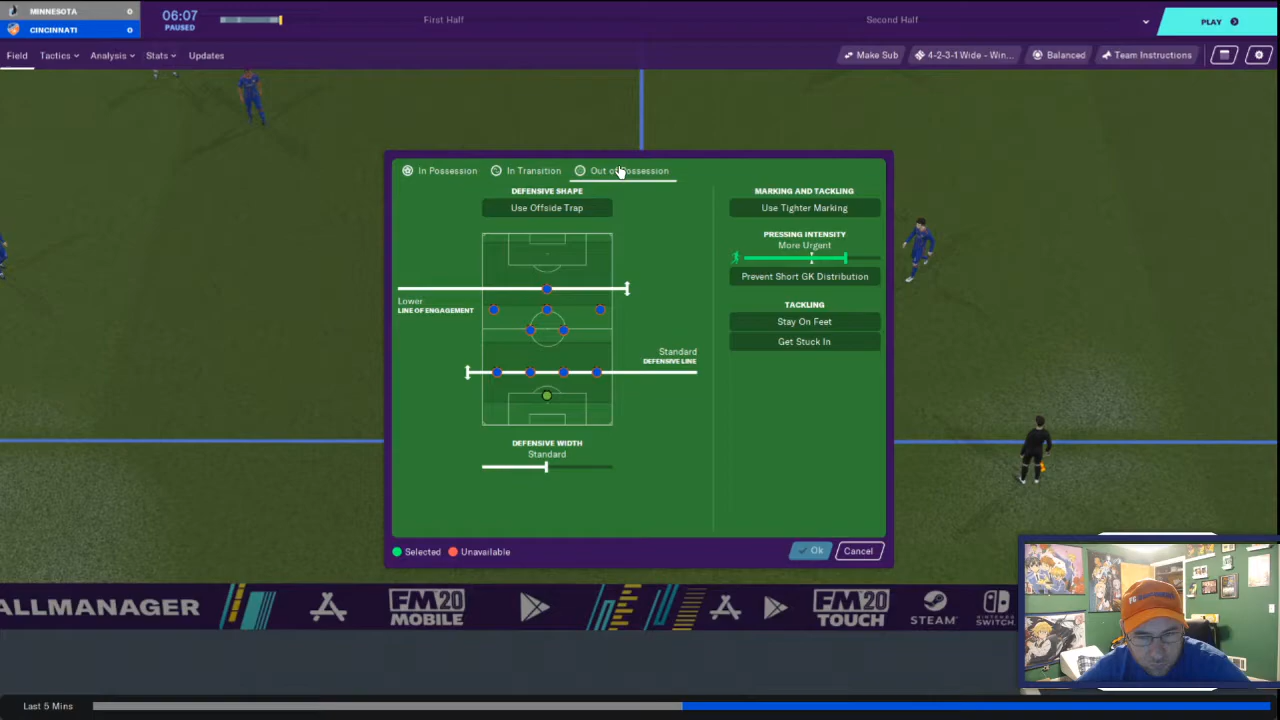 MINNESOTA 0
CINCINNATI 0
06:07
PAUSED
First Half
Second Half
PLAY
Field
Tactics
Analysis
Stats
Updates
Make Sub
4-2-3-1 Wide - Win...
Balanced
Team Instructions
In Possession
In Transition
Out of Possession
DEFENSIVE SHAPE
Use Offside Trap
Lower
LINE OF ENGAGEMENT
Standard
DEFENSIVE LINE
DEFENSIVE WIDTH
Standard
MARKING AND TACKLING
Use Tighter Marking
PRESSING INTENSITY
More Urgent
Prevent Short GK Distribution
TACKLING
Stay On Feet
Get Stuck In
Selected
Unavailable
Ok
Cancel
ALLMANAGER
FM20
MOBILE
FM20
TOUCH
STEAM
NINTENDO
SWITCH
Last 5 Mins